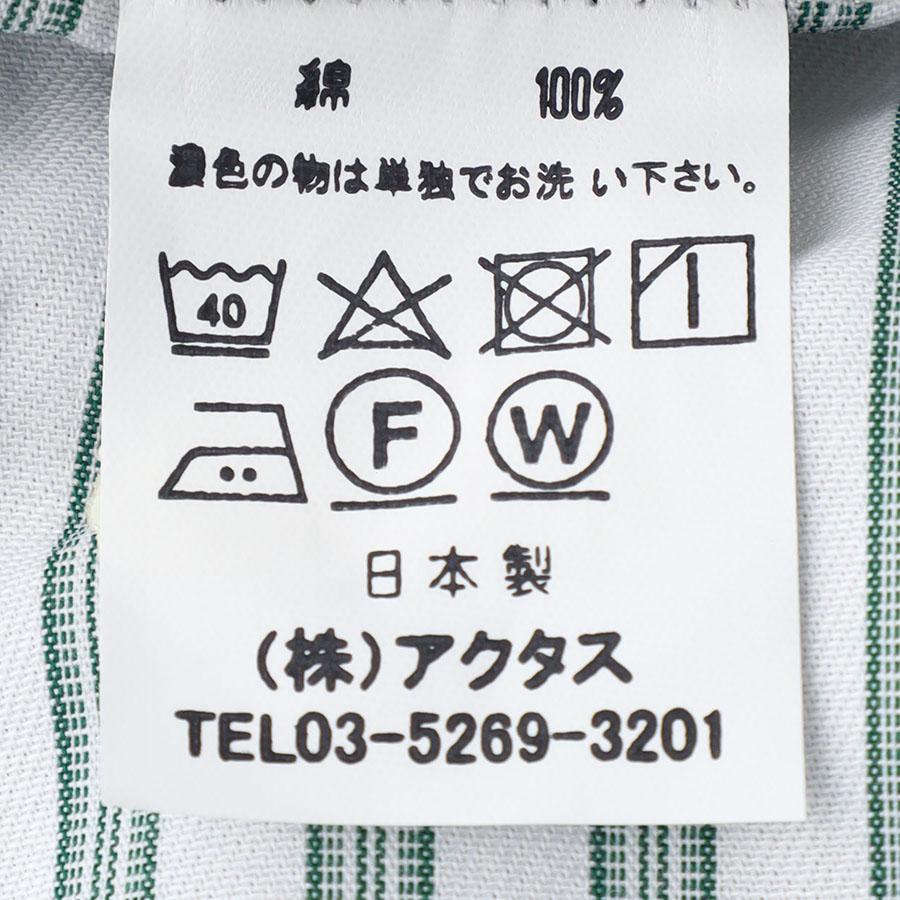 綿 100%
濃色の物は単独でお洗い下さい。
40
F W
日本製
(株)アクタス
TEL03-5269-3201